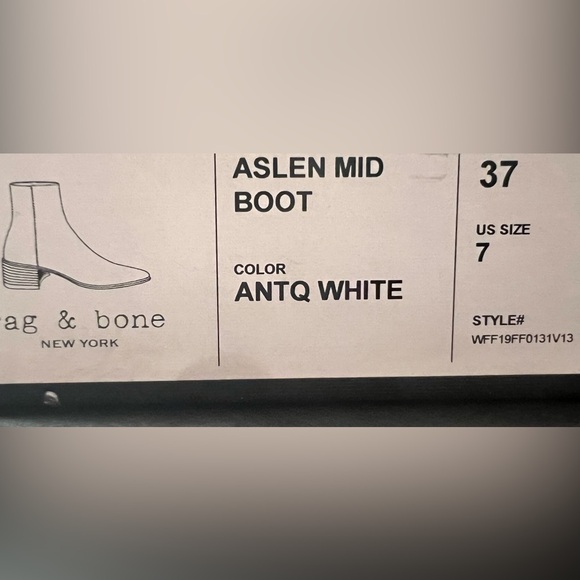 ag & bone
NEW YORK
ASLEN MID
BOOT
COLOR
ANTQ WHITE
37
US SIZE
7
STYLE#
WFF19FF0131V13